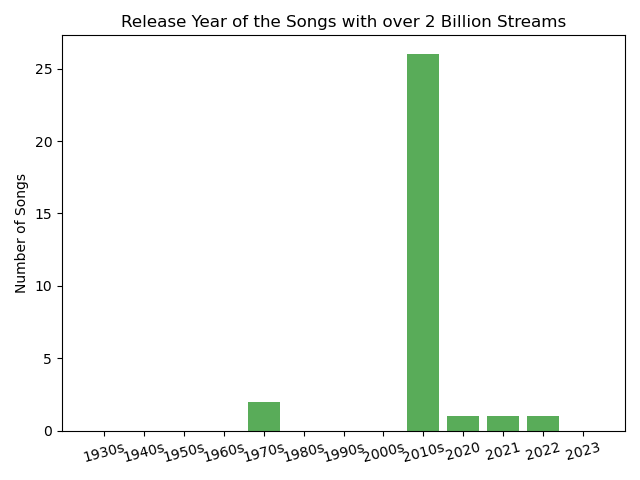 Release Year of the Songs with over 2 Billion Streams
Number of Songs
25
20
15
10
5
0
1930s 1940s 1950s 1960s 1970s 1980s 1990s 2000s 2010s 2020 2021 2022 2023